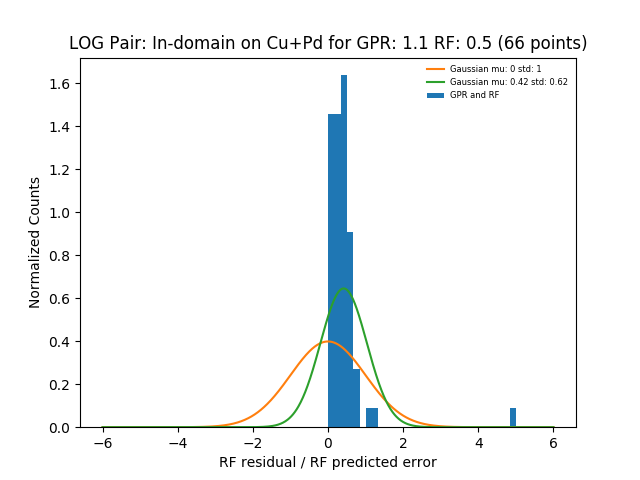 LOG Pair: In-domain on Cu+Pd for GPR: 1.1 RF: 0.5 (66 points)
Gaussian mu: 0 std: 1
Gaussian mu: 0.42 std: 0.62
GPR and RF
Normalized Counts
1.6
1.4
1.2
1.0
0.8
0.6
0.4
0.2
0.0
−6 −4 −2 0 2 4 6
RF residual / RF predicted error